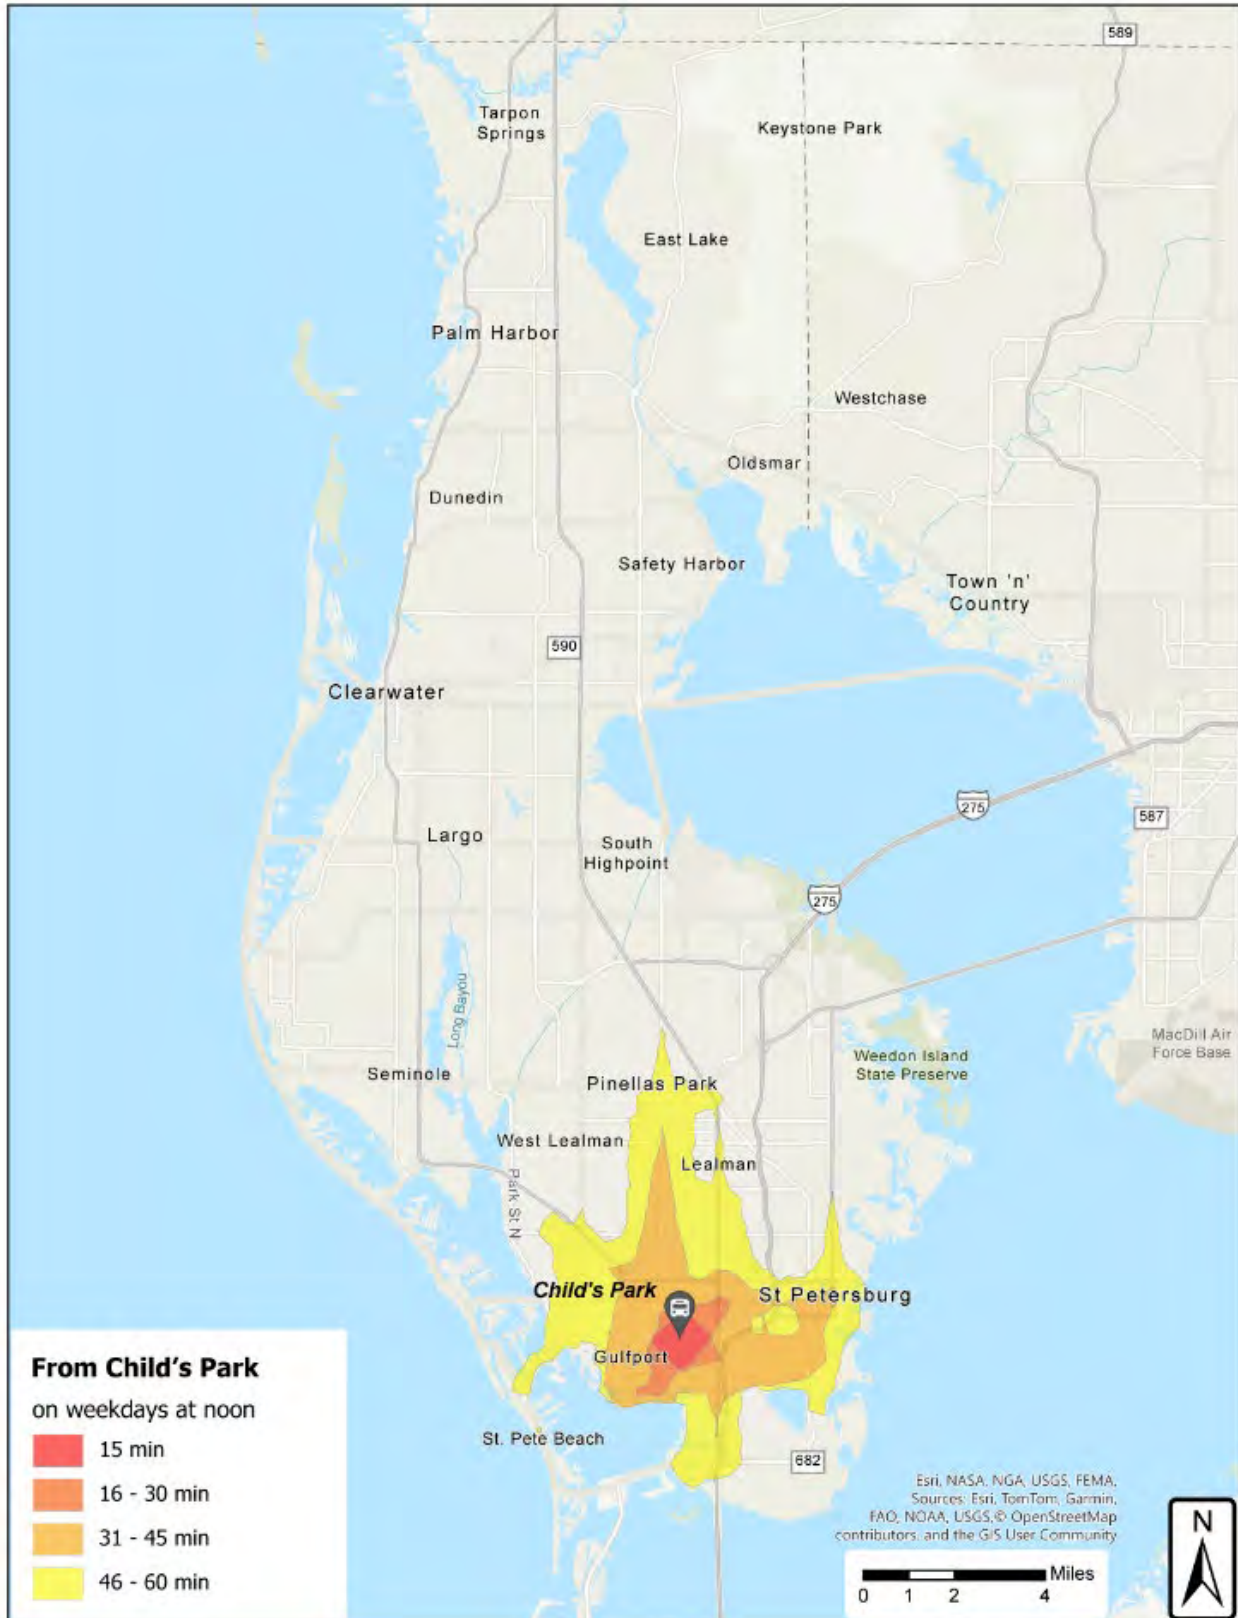 589
Tarpon
Springs
Keystone Park
East Lake
Palm Harbor
Westchase
Oldsmar
Dunedin
Safety Harbor
Town 'n'
Country
590
Clearwater
275
587
Largo
South
Highpoint
275
Long Bayou
MacDill Air
Force Base
Weedon Island
State Preserve
Seminole
Pinellas Park
West Lealman
Lealman
Park St N
Child's Park
St Petersburg
Gulfport
St. Pete Beach
682
From Child's Park
on weekdays at noon
15 min
16 - 30 min
31 - 45 min
46 - 60 min
Esri, NASA, NGA, USGS, FEMA,
Sources: Esri, TomTom, Garmin,
FAO, NOAA, USGS,© OpenStreetMap
contributors, and the GIS User Community
Miles
0 1 2 4
N